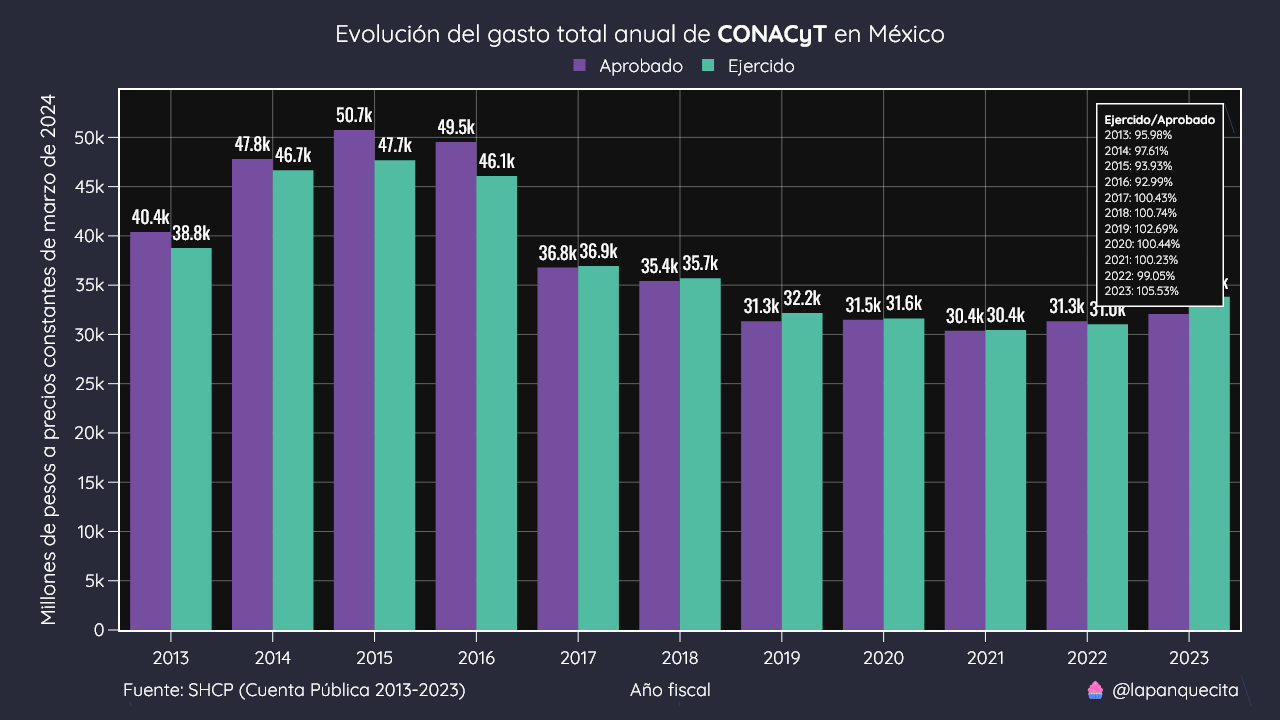 Evolución del gasto total anual de CONACyT en México
Aprobado Ejercido
Millones de pesos a precios constantes de marzo de 2024
50k
45k
40k
35k
30k
25k
20k
15k
10k
5k
0
40.4k 38.8k
47.8k 46.7k
50.7k 47.7k
49.5k 46.1k
36.8k 36.9k
35.4k 35.7k
31.3k 32.2k
31.5k 31.6k
30.4k 30.4k
31.3k 31.0k
Ejercido/Aprobado
2013: 95.98%
2014: 97.61%
2015: 93.93%
2016: 92.99%
2017: 100.43%
2018: 100.74%
2019: 102.69%
2020: 100.44%
2021: 100.23%
2022: 99.05%
2023: 105.53%
2013 2014 2015 2016 2017 2018 2019 2020 2021 2022 2023
Fuente: SHCP (Cuenta Pública 2013-2023)
Año fiscal
@lapanquecita